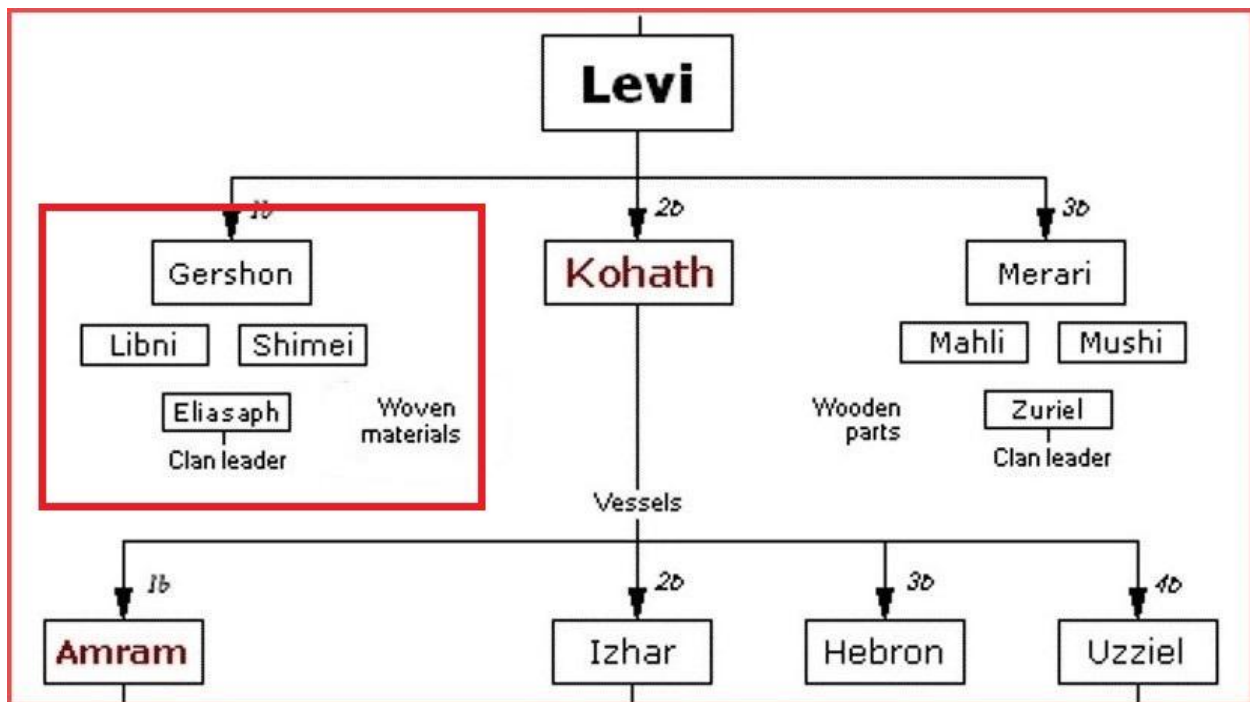 Levi
1b
2b
3b
Gershon
Kohath
Merari
Libni
Shimei
Mahli
Mushi
Eliasaph
Woven
materials
Clan leader
Wooden
parts
Zuriel
Clan leader
Vessels
1b
2b
3b
4b
Amram
Izhar
Hebron
Uzziel